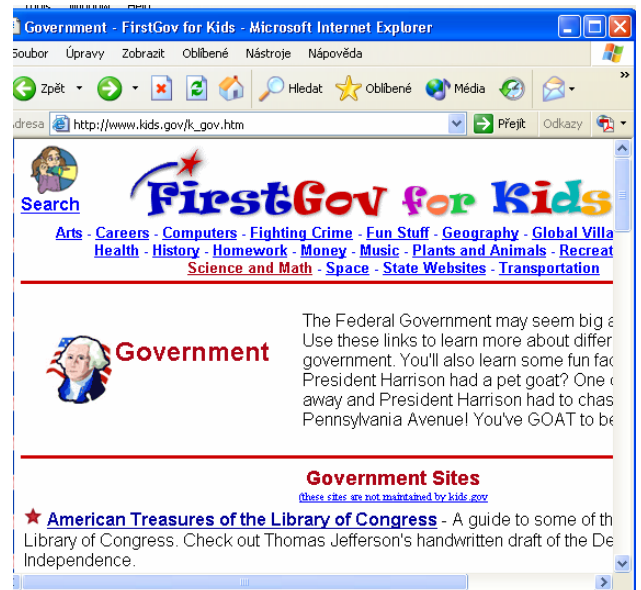 Tools Window Help
Government - FirstGov for Kids - Microsoft Internet Explorer
Soubor Úpravy Zobrazit Oblíbené Nástroje Nápověda
Zpět Hledat Oblíbené Média »
Adresa http://www.kids.gov/k_gov.htm Přejít Odkazy
Search
FirstGov for Kids
Arts - Careers - Computers - Fighting Crime - Fun Stuff - Geography - Global Villa
Health - History - Homework - Money - Music - Plants and Animals - Recreat
Science and Math - Space - State Websites - Transportation
Government
The Federal Government may seem big a
Use these links to learn more about differ
government. You'll also learn some fun fac
President Harrison had a pet goat? One
away and President Harrison had to chas
Pennsylvania Avenue! You've GOAT to be
Government Sites
(these sites are not maintained by kids.gov
American Treasures of the Library of Congress - A guide to some of th
Library of Congress. Check out Thomas Jefferson's handwritten draft of the De
Independence.